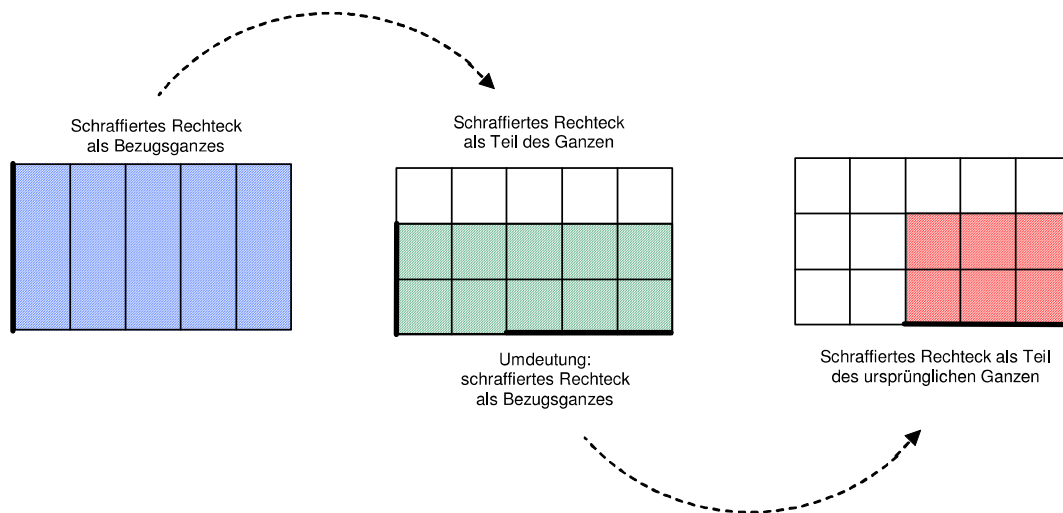 Schraffiertes Rechteck
als Bezugsganzes
Schraffiertes Rechteck
als Teil des Ganzen
Umdeutung:
schraffiertes Rechteck
als Bezugsganzes
Schraffiertes Rechteck als Teil
des ursprünglichen Ganzen